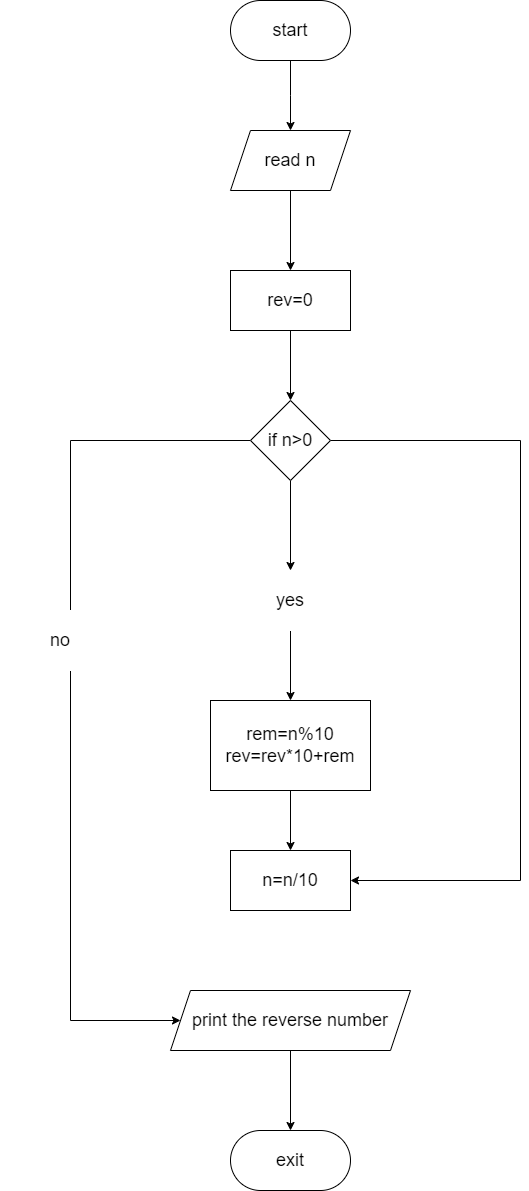 start
read n
rev=0
if n>0
yes
no
rem=n%10
rev=rev*10+rem
n=n/10
print the reverse number
exit